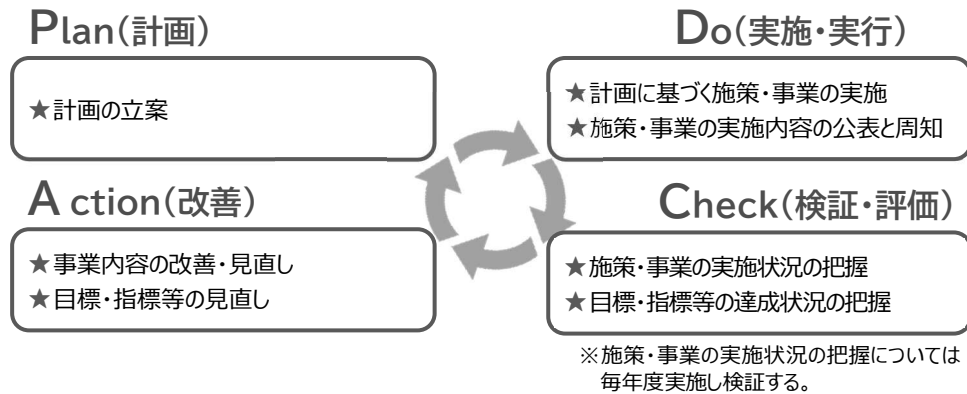 Plan(計画)
★計画の立案
Do(実施・実行)
★計画に基づく施策・事業の実施
★施策・事業の実施内容の公表と周知
Action(改善)
★事業内容の改善・見直し
★目標・指標等の見直し
Check(検証・評価)
★施策・事業の実施状況の把握
★目標・指標等の達成状況の把握
※施策・事業の実施状況の把握については
毎年度実施し検証する。